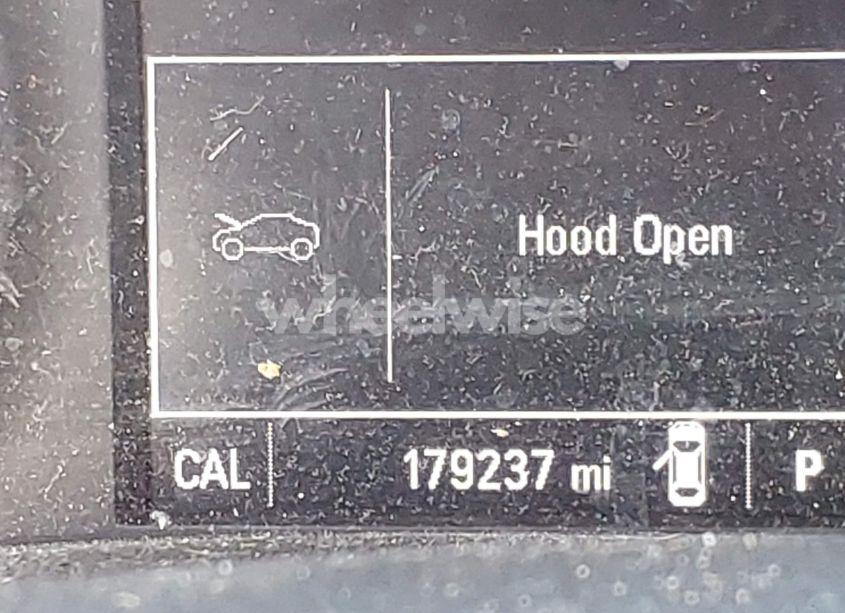 Hood Open
wheelwise
CAL 179237 mi P